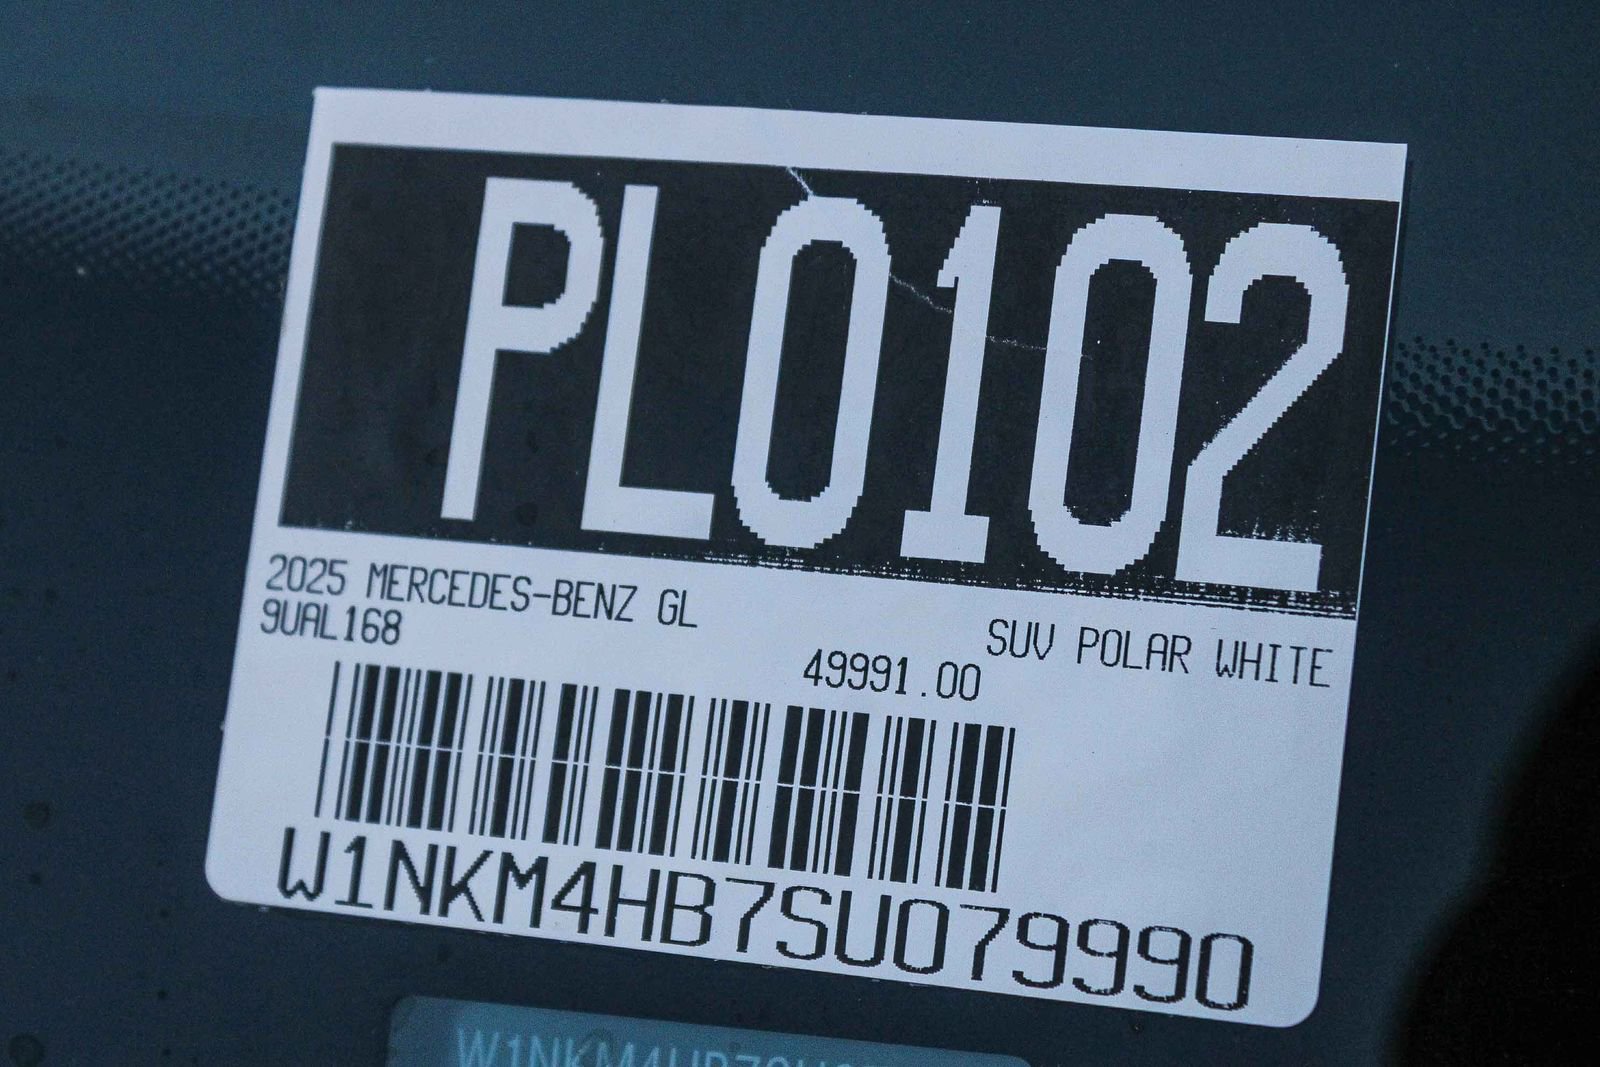 PL0102
2025 MERCEDES-BENZ GL
SUV POLAR WHITE
9UAL168
49991.00
W1NKM4HB7SU079990